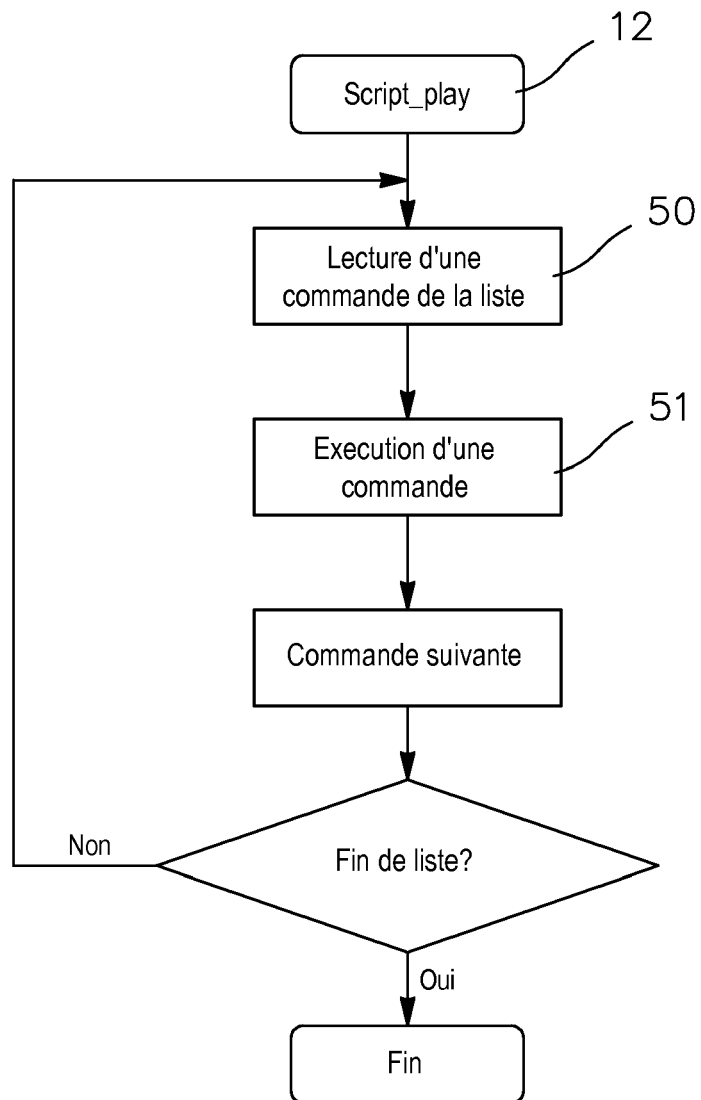 12
Script_play
50
Lecture d'une
commande de la liste
51
Execution d'une
commande
Commande suivante
Non
Fin de liste?
Oui
Fin